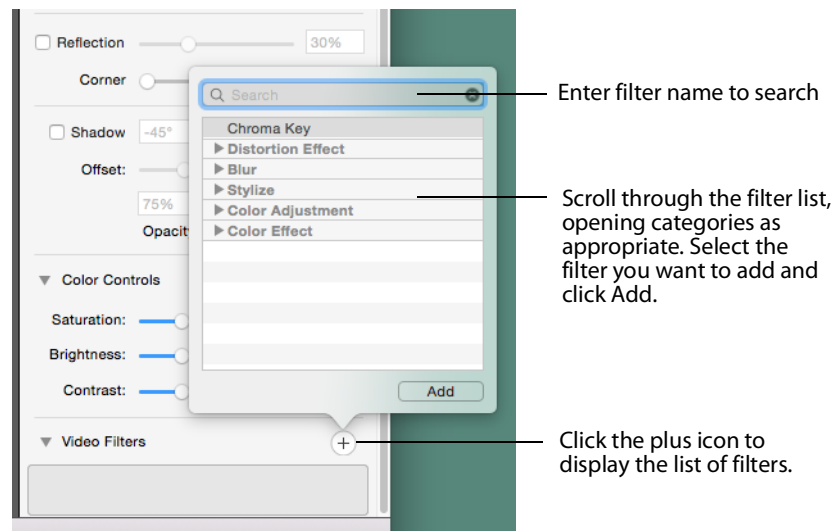 Reflection 30%
Corner
Search
Enter filter name to search
Shadow -45°
Chroma Key
Distortion Effect
Offset:
Blur
Stylize
Scroll through the filter list,
opening categories as
appropriate. Select the
filter you want to add and
click Add.
75%
Color Adjustment
Opacit
Color Effect
Color Controls
Saturation:
Brightness:
Contrast:
Add
Video Filters
+
Click the plus icon to
display the list of filters.